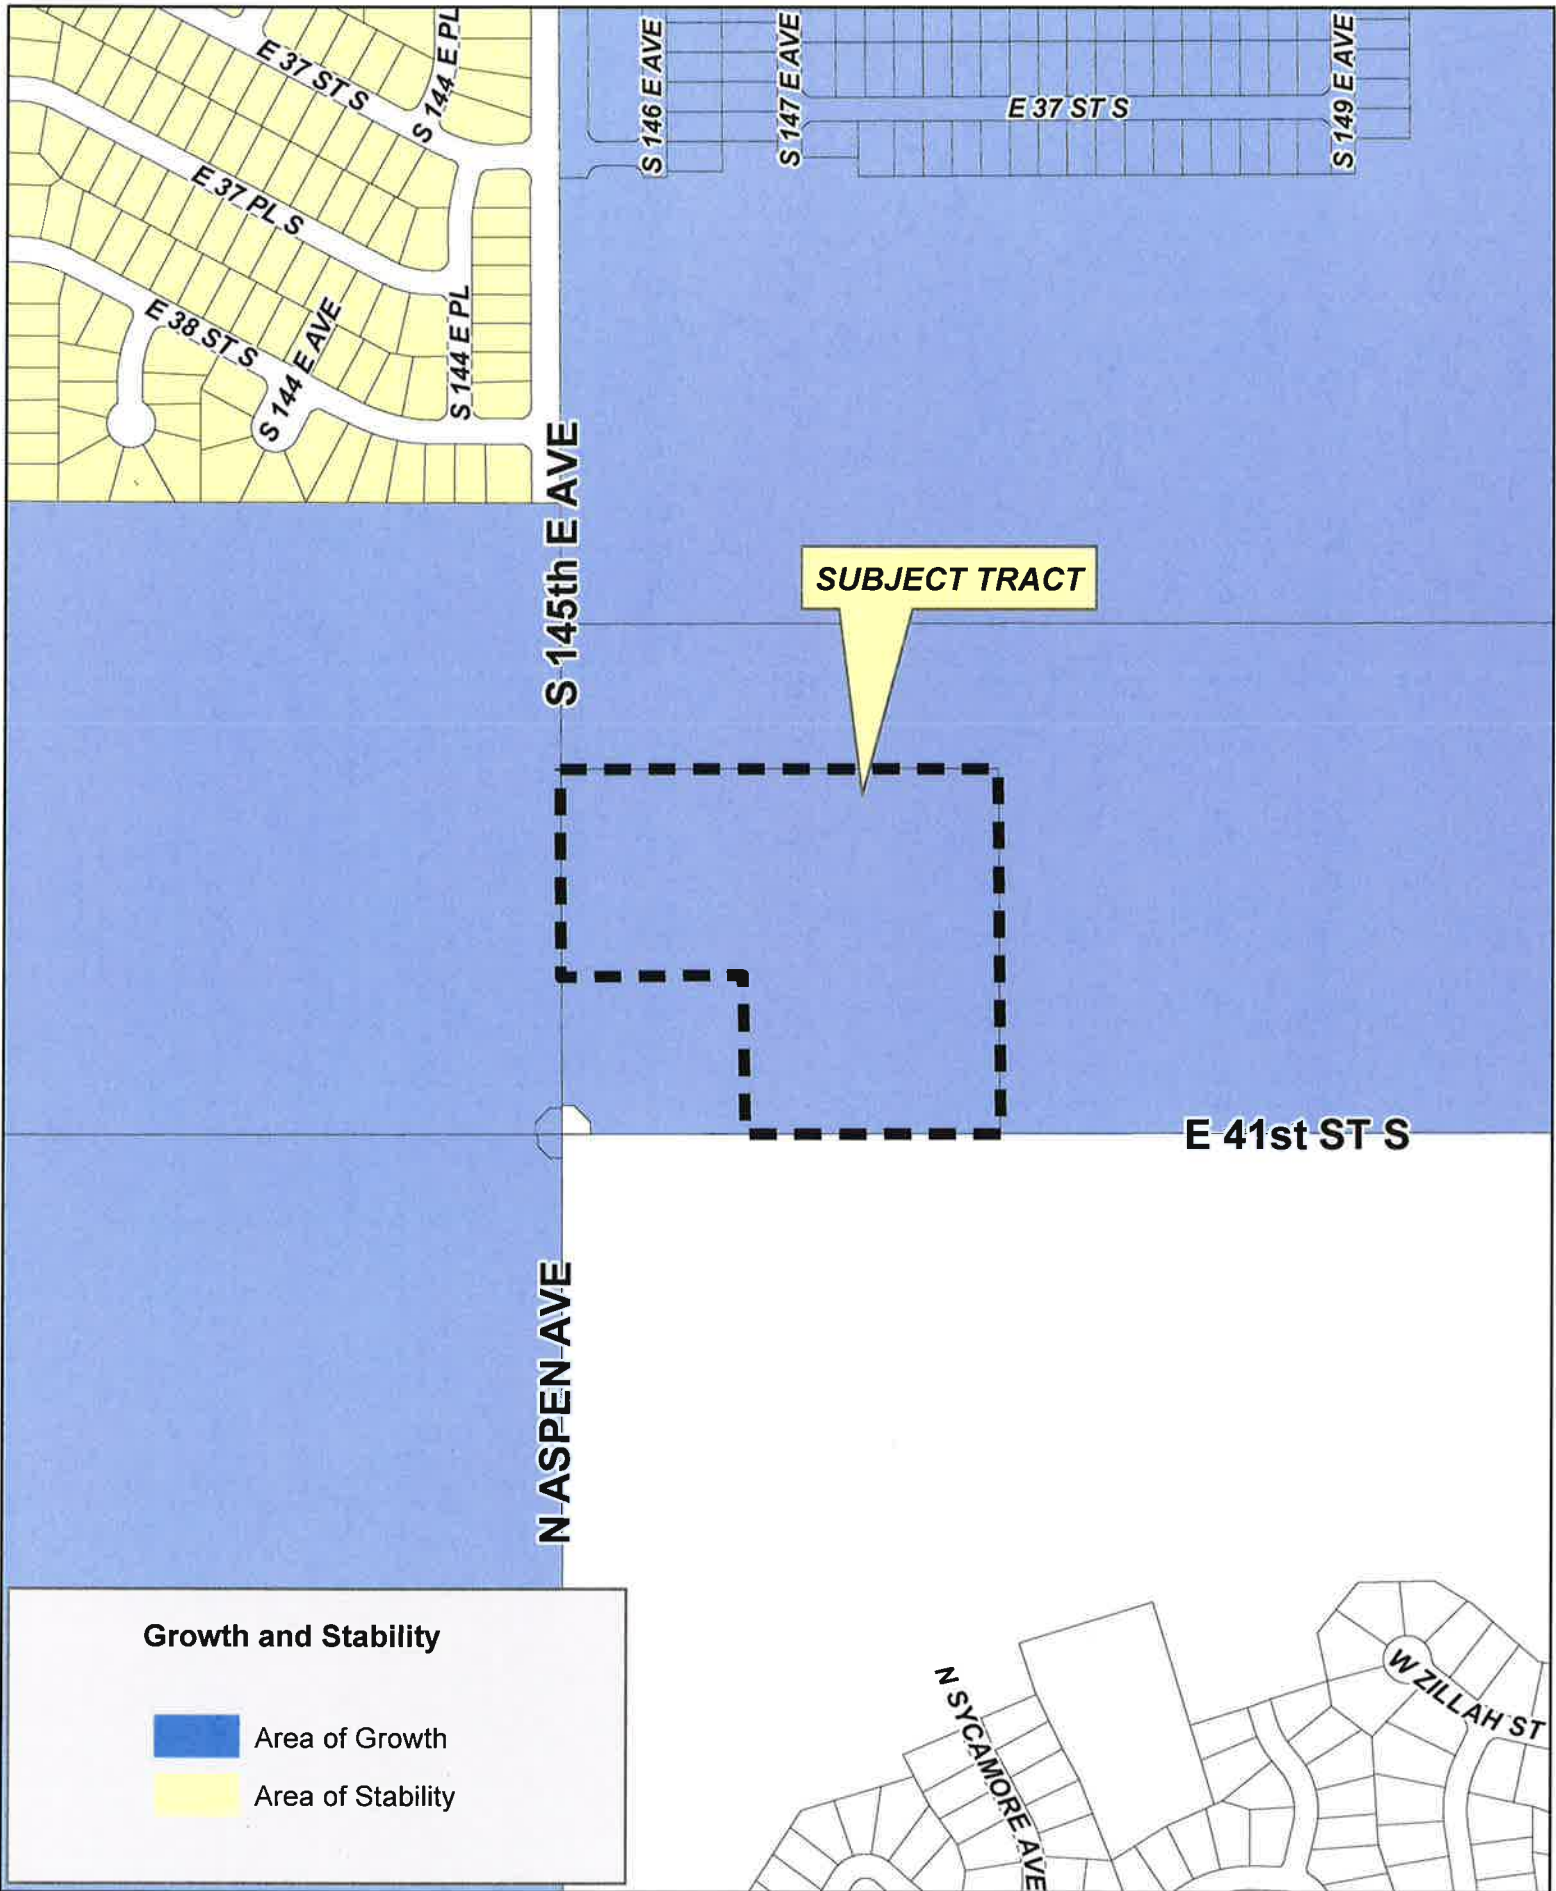 E 37 ST S
S 144 E PL
S 146 E AVE
S 147 E AVE
E 37 ST S
S 149 E AVE
E 37 PL S
E 38 ST S
S 144 E AVE
S 144 E PL
S 145th E AVE
SUBJECT TRACT
E 41st ST S
N ASPEN AVE
Growth and Stability
Area of Growth
Area of Stability
N SYCAMORE AVE
W ZILLAH ST